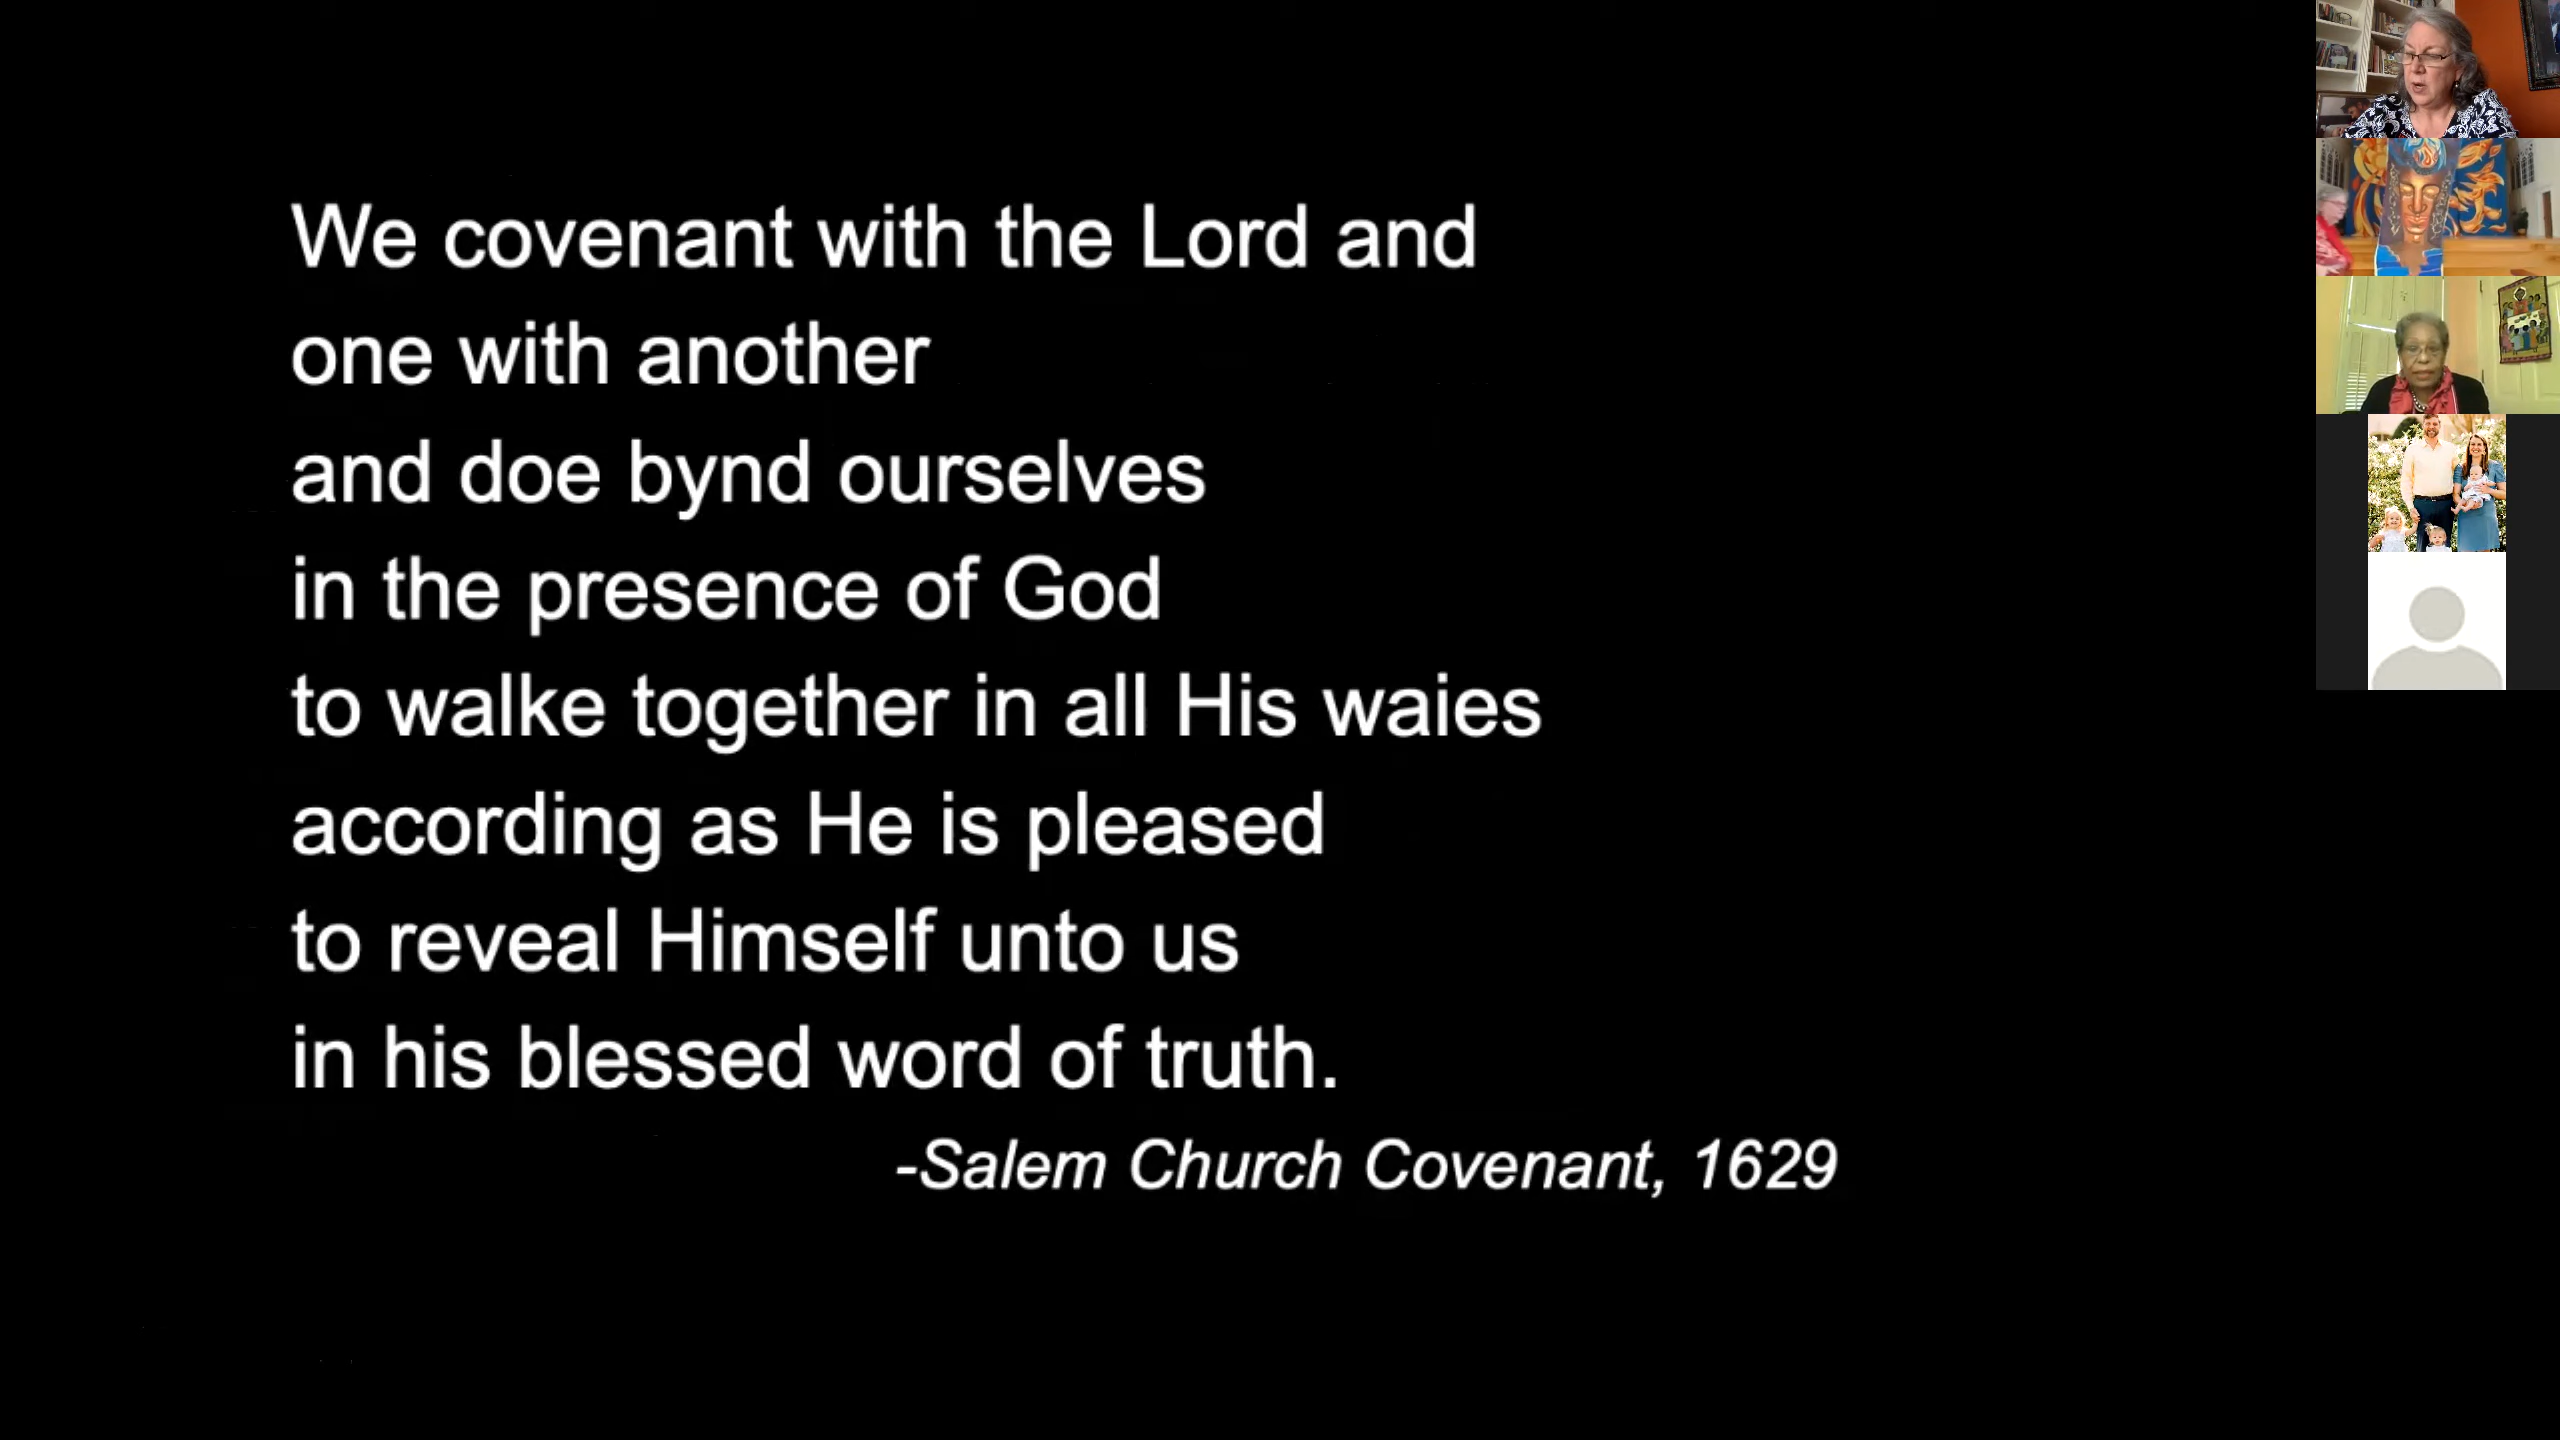 We covenant with the Lord and
one with another
and doe bynd ourselves
in the presence of God
to walke together in all His waies
according as He is pleased
to reveal Himself unto us
in his blessed word of truth.
-Salem Church Covenant, 1629